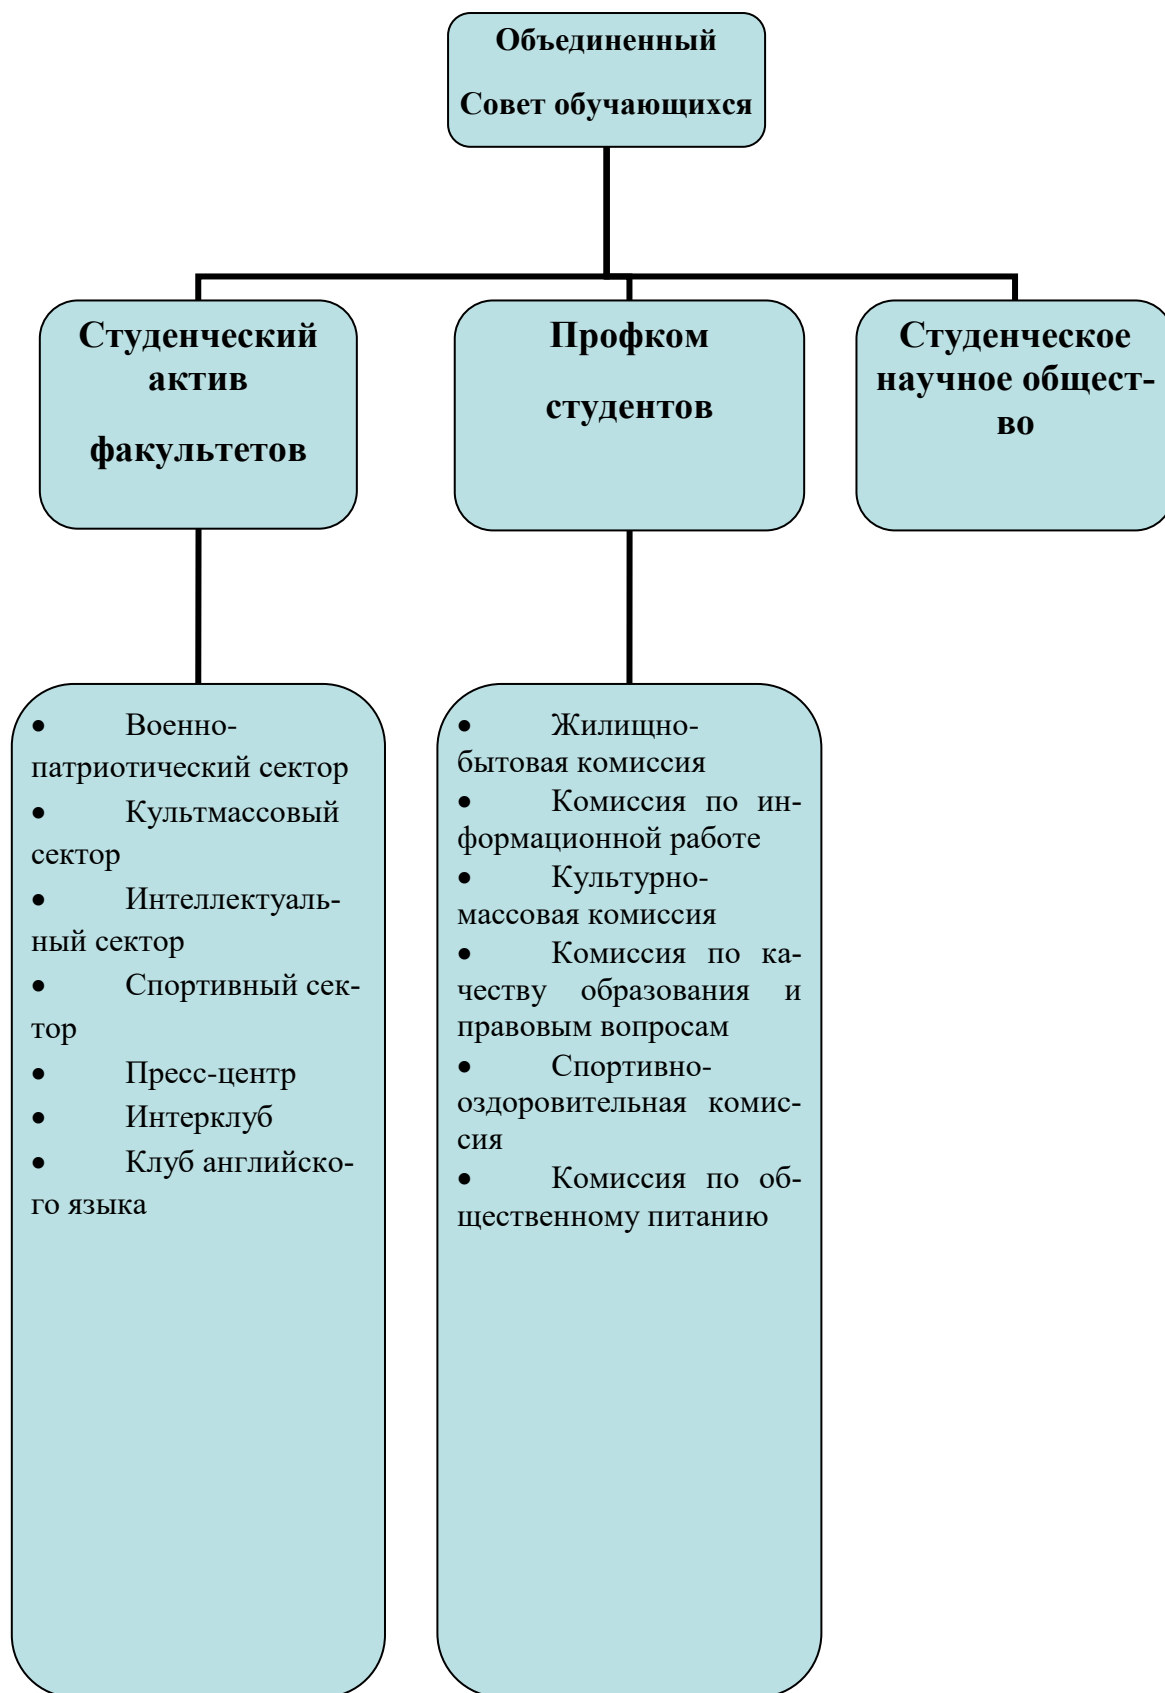 Объединенный
Совет обучающихся
Студенческий
актив
факультетов
Профком
студентов
Студенческое
научное общест-
во
• Военно-
патриотический сектор
• Культмассовый
сектор
• Интеллектуаль-
ный сектор
• Спортивный сек-
тор
• Пресс-центр
• Интерклуб
• Клуб английско-
го языка
• Жилищно-
бытовая комиссия
• Комиссия по ин-
формационной работе
• Культурно-
массовая комиссия
• Комиссия по ка-
честву образования и
правовым вопросам
• Спортивно-
оздоровительная комис-
сия
• Комиссия по об-
щественному питанию